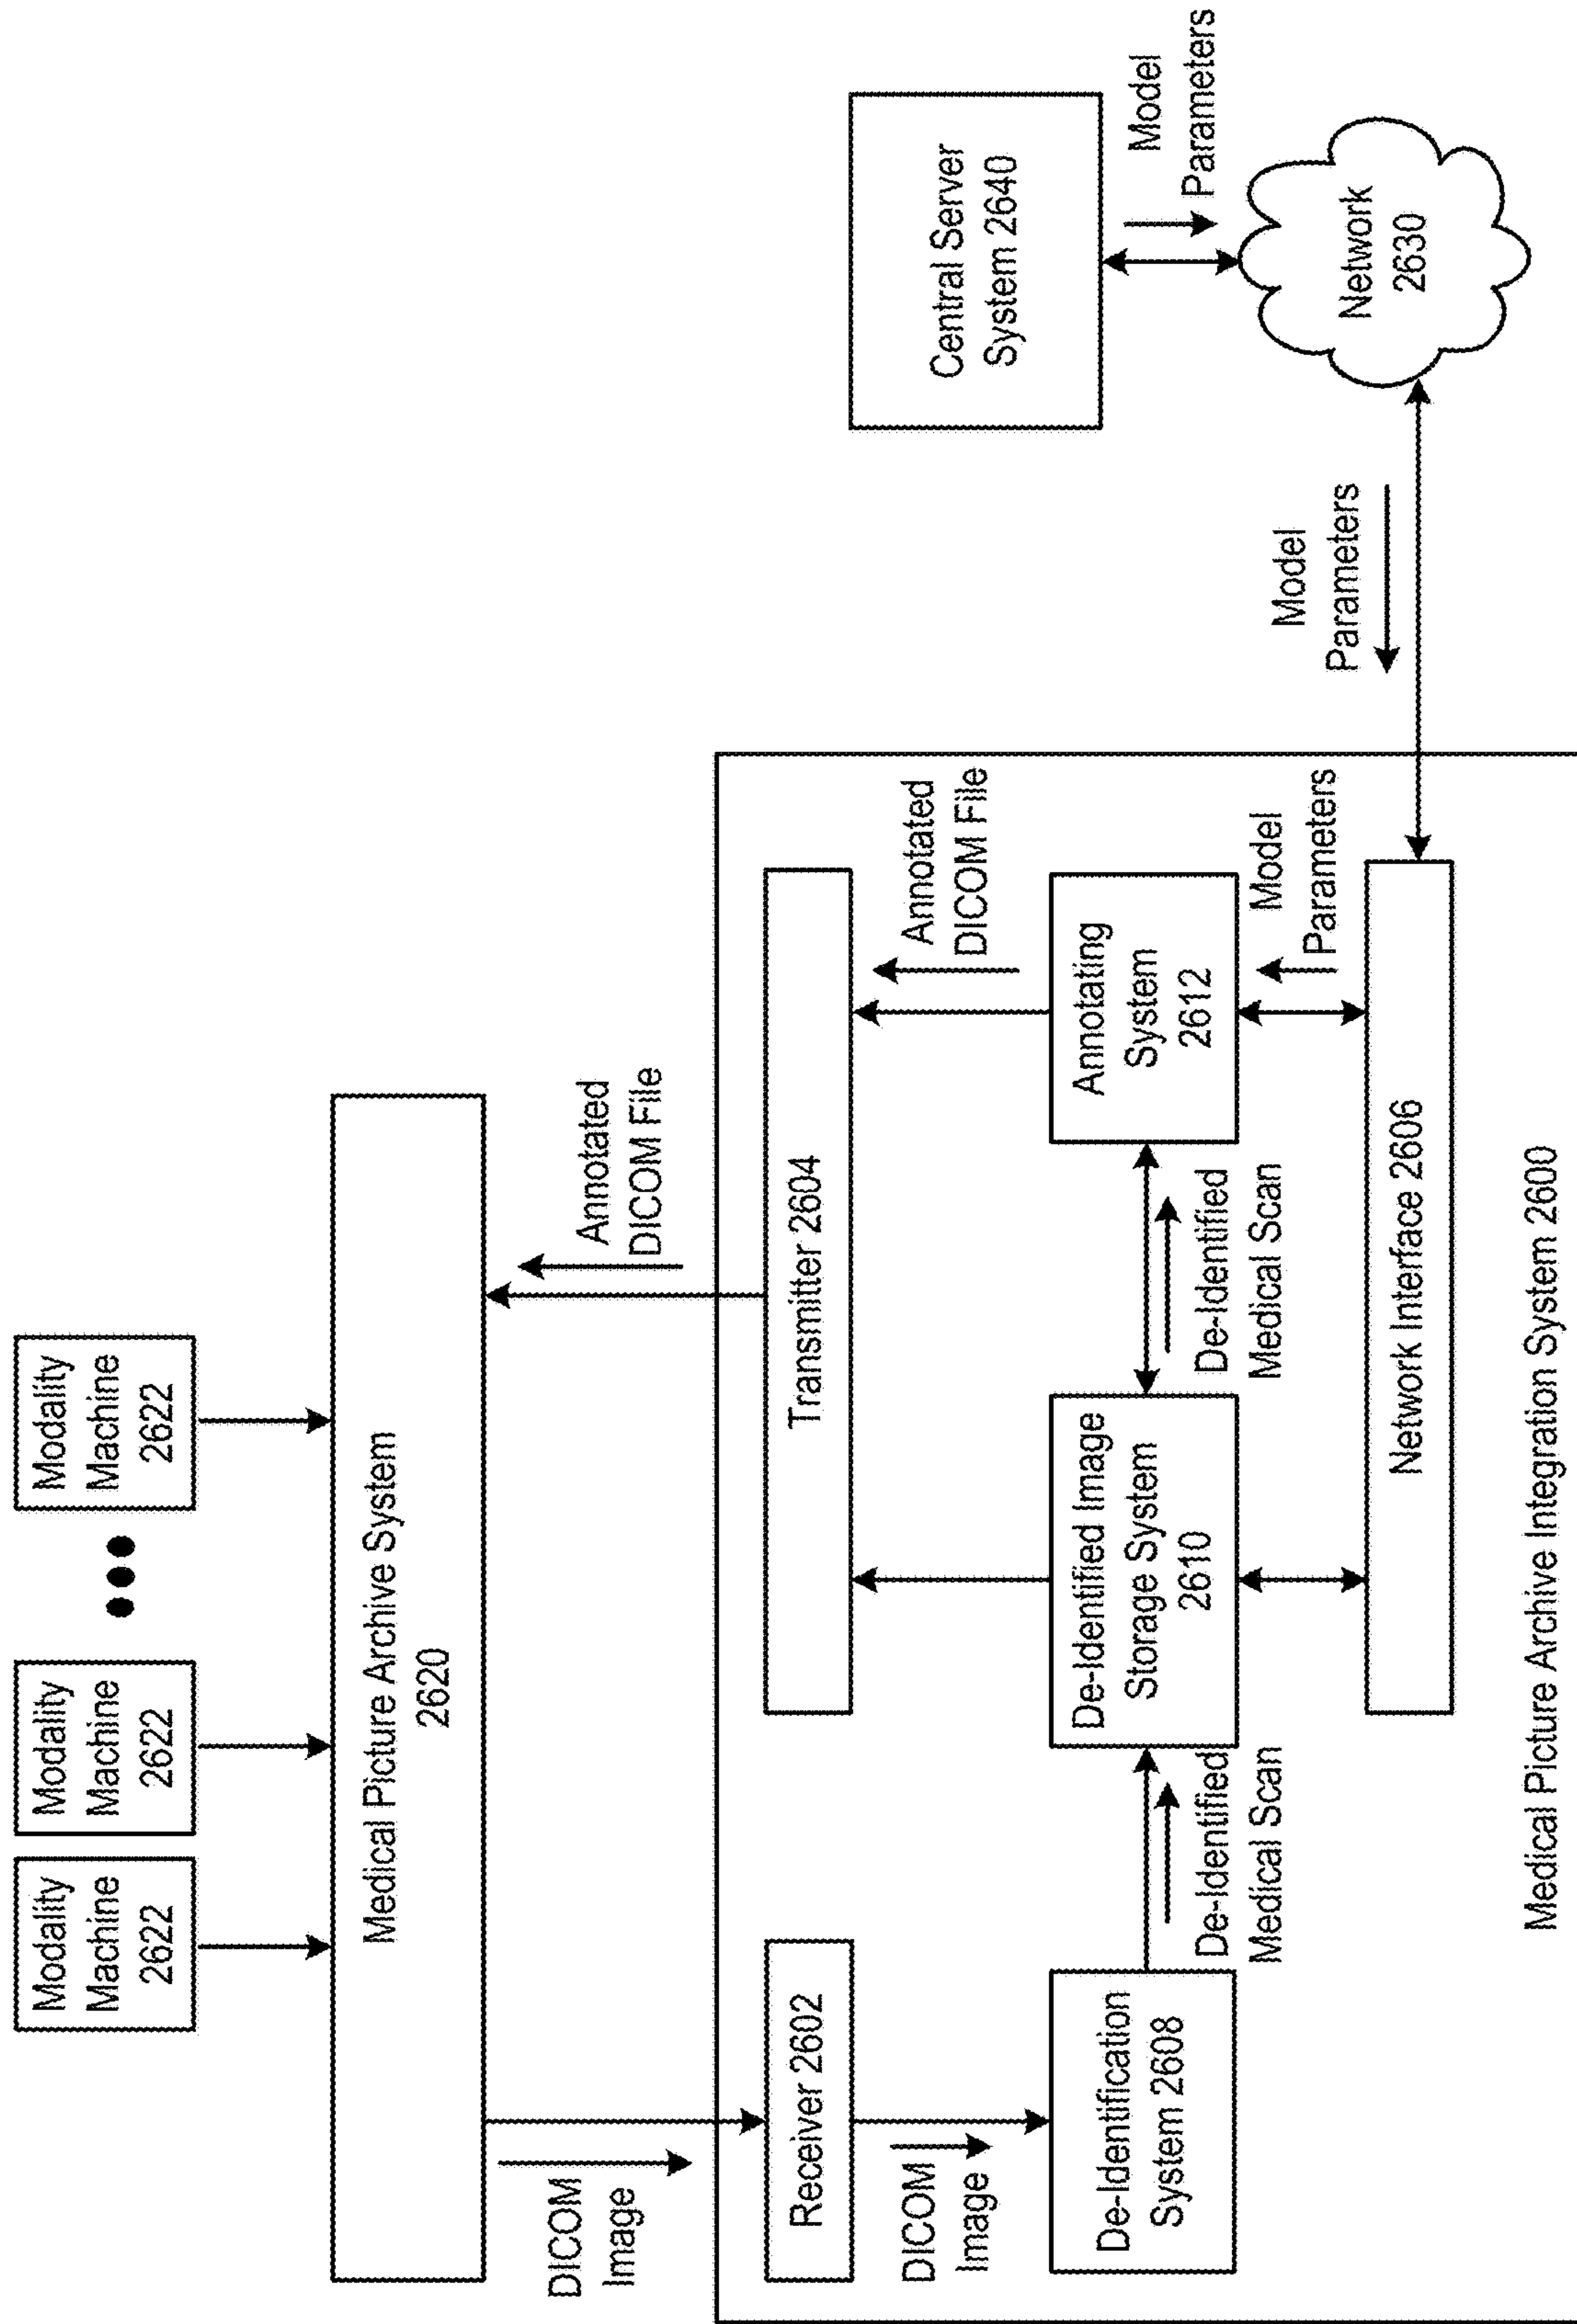 Modality
Machine
2622
Modality
Machine
2622
Modality
Machine
2622
Medical Picture Archive System
2620
DICOM
Image
Annotated
DICOM File
Receiver 2602
Transmitter 2604
DICOM
Image
Annotated
DICOM File
De-Identification
System 2608
De-Identified
Medical Scan
De-Identified Image
Storage System
2610
De-Identified
Medical Scan
Annotating
System
2612
Model
Parameters
Network Interface 2606
Medical Picture Archive Integration System 2600
Central Server
System 2640
Model
Parameters
Model
Parameters
Network
2630